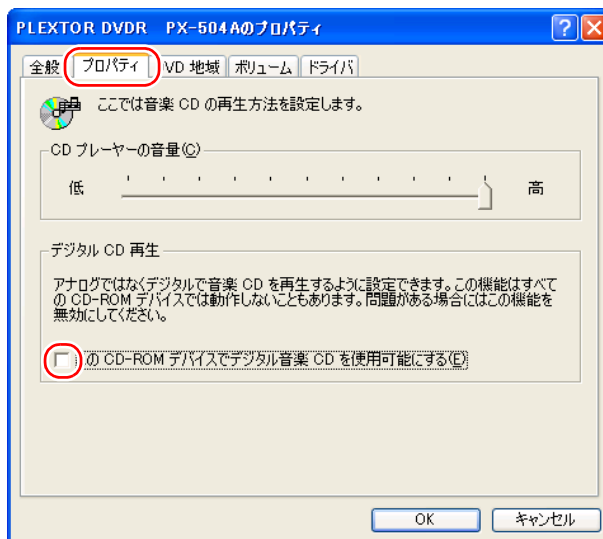 PLEXTOR DVDR PX-504Aのプロパティ
全般 プロパティ VD 地域 ボリューム ドライバ
ここでは音楽 CD の再生方法を設定します。
CD プレーヤーの音量(C)
低 高
デジタル CD 再生
アナログではなくデジタルで音楽 CD を再生するように設定できます。この機能はすべて
の CD-ROM デバイスでは動作しないこともあります。問題がある場合にはこの機能を
無効にしてください。
の CD-ROM デバイスでデジタル音楽 CD を使用可能にする(E)
OK キャンセル